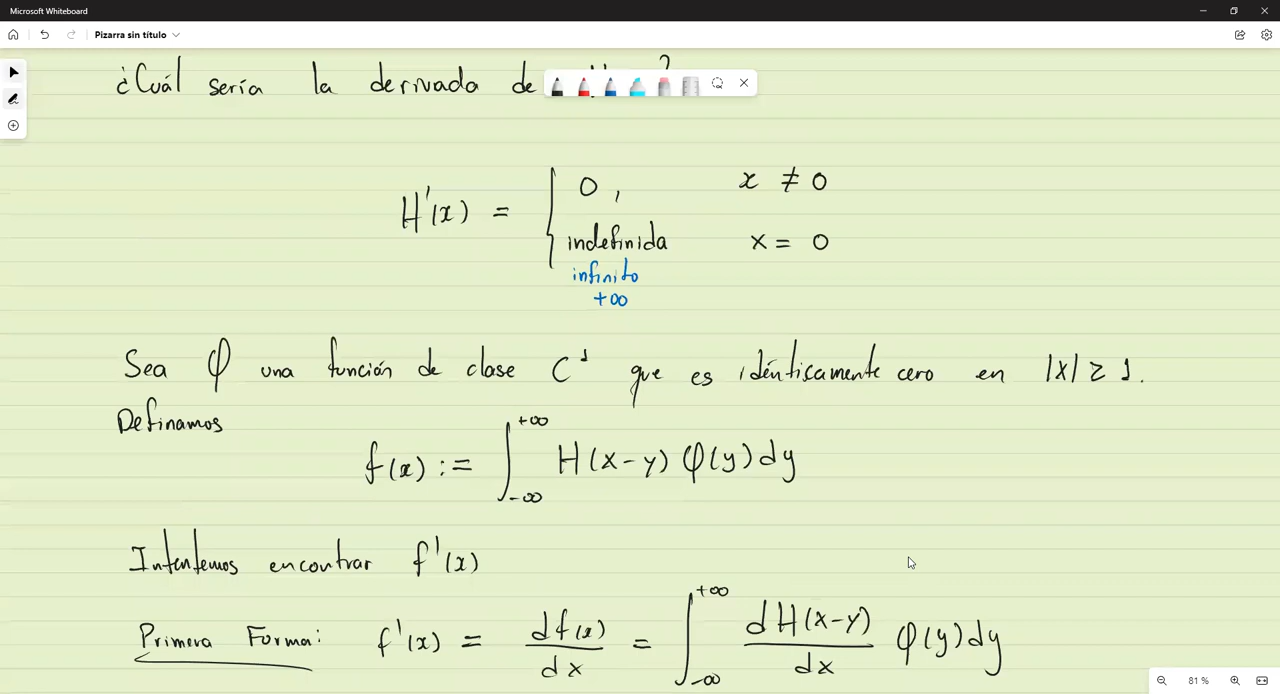 Microsoft Whiteboard
Pizarra sin título
¿Cuál sería la derivada de ?
H'(x) = { 0, x ≠ 0
indefinida x = 0
infinito
+∞
Sea φ una función de clase C¹ que es idénticamente cero en |x| ≥ 1.
Definamos
f(x) := ∫_{-∞}^{+∞} H(x-y) φ(y) dy
Intentemos encontrar f'(x)
Primera Forma: f'(x) = df(x)/dx = ∫_{-∞}^{+∞} dH(x-y)/dx φ(y) dy
81 %